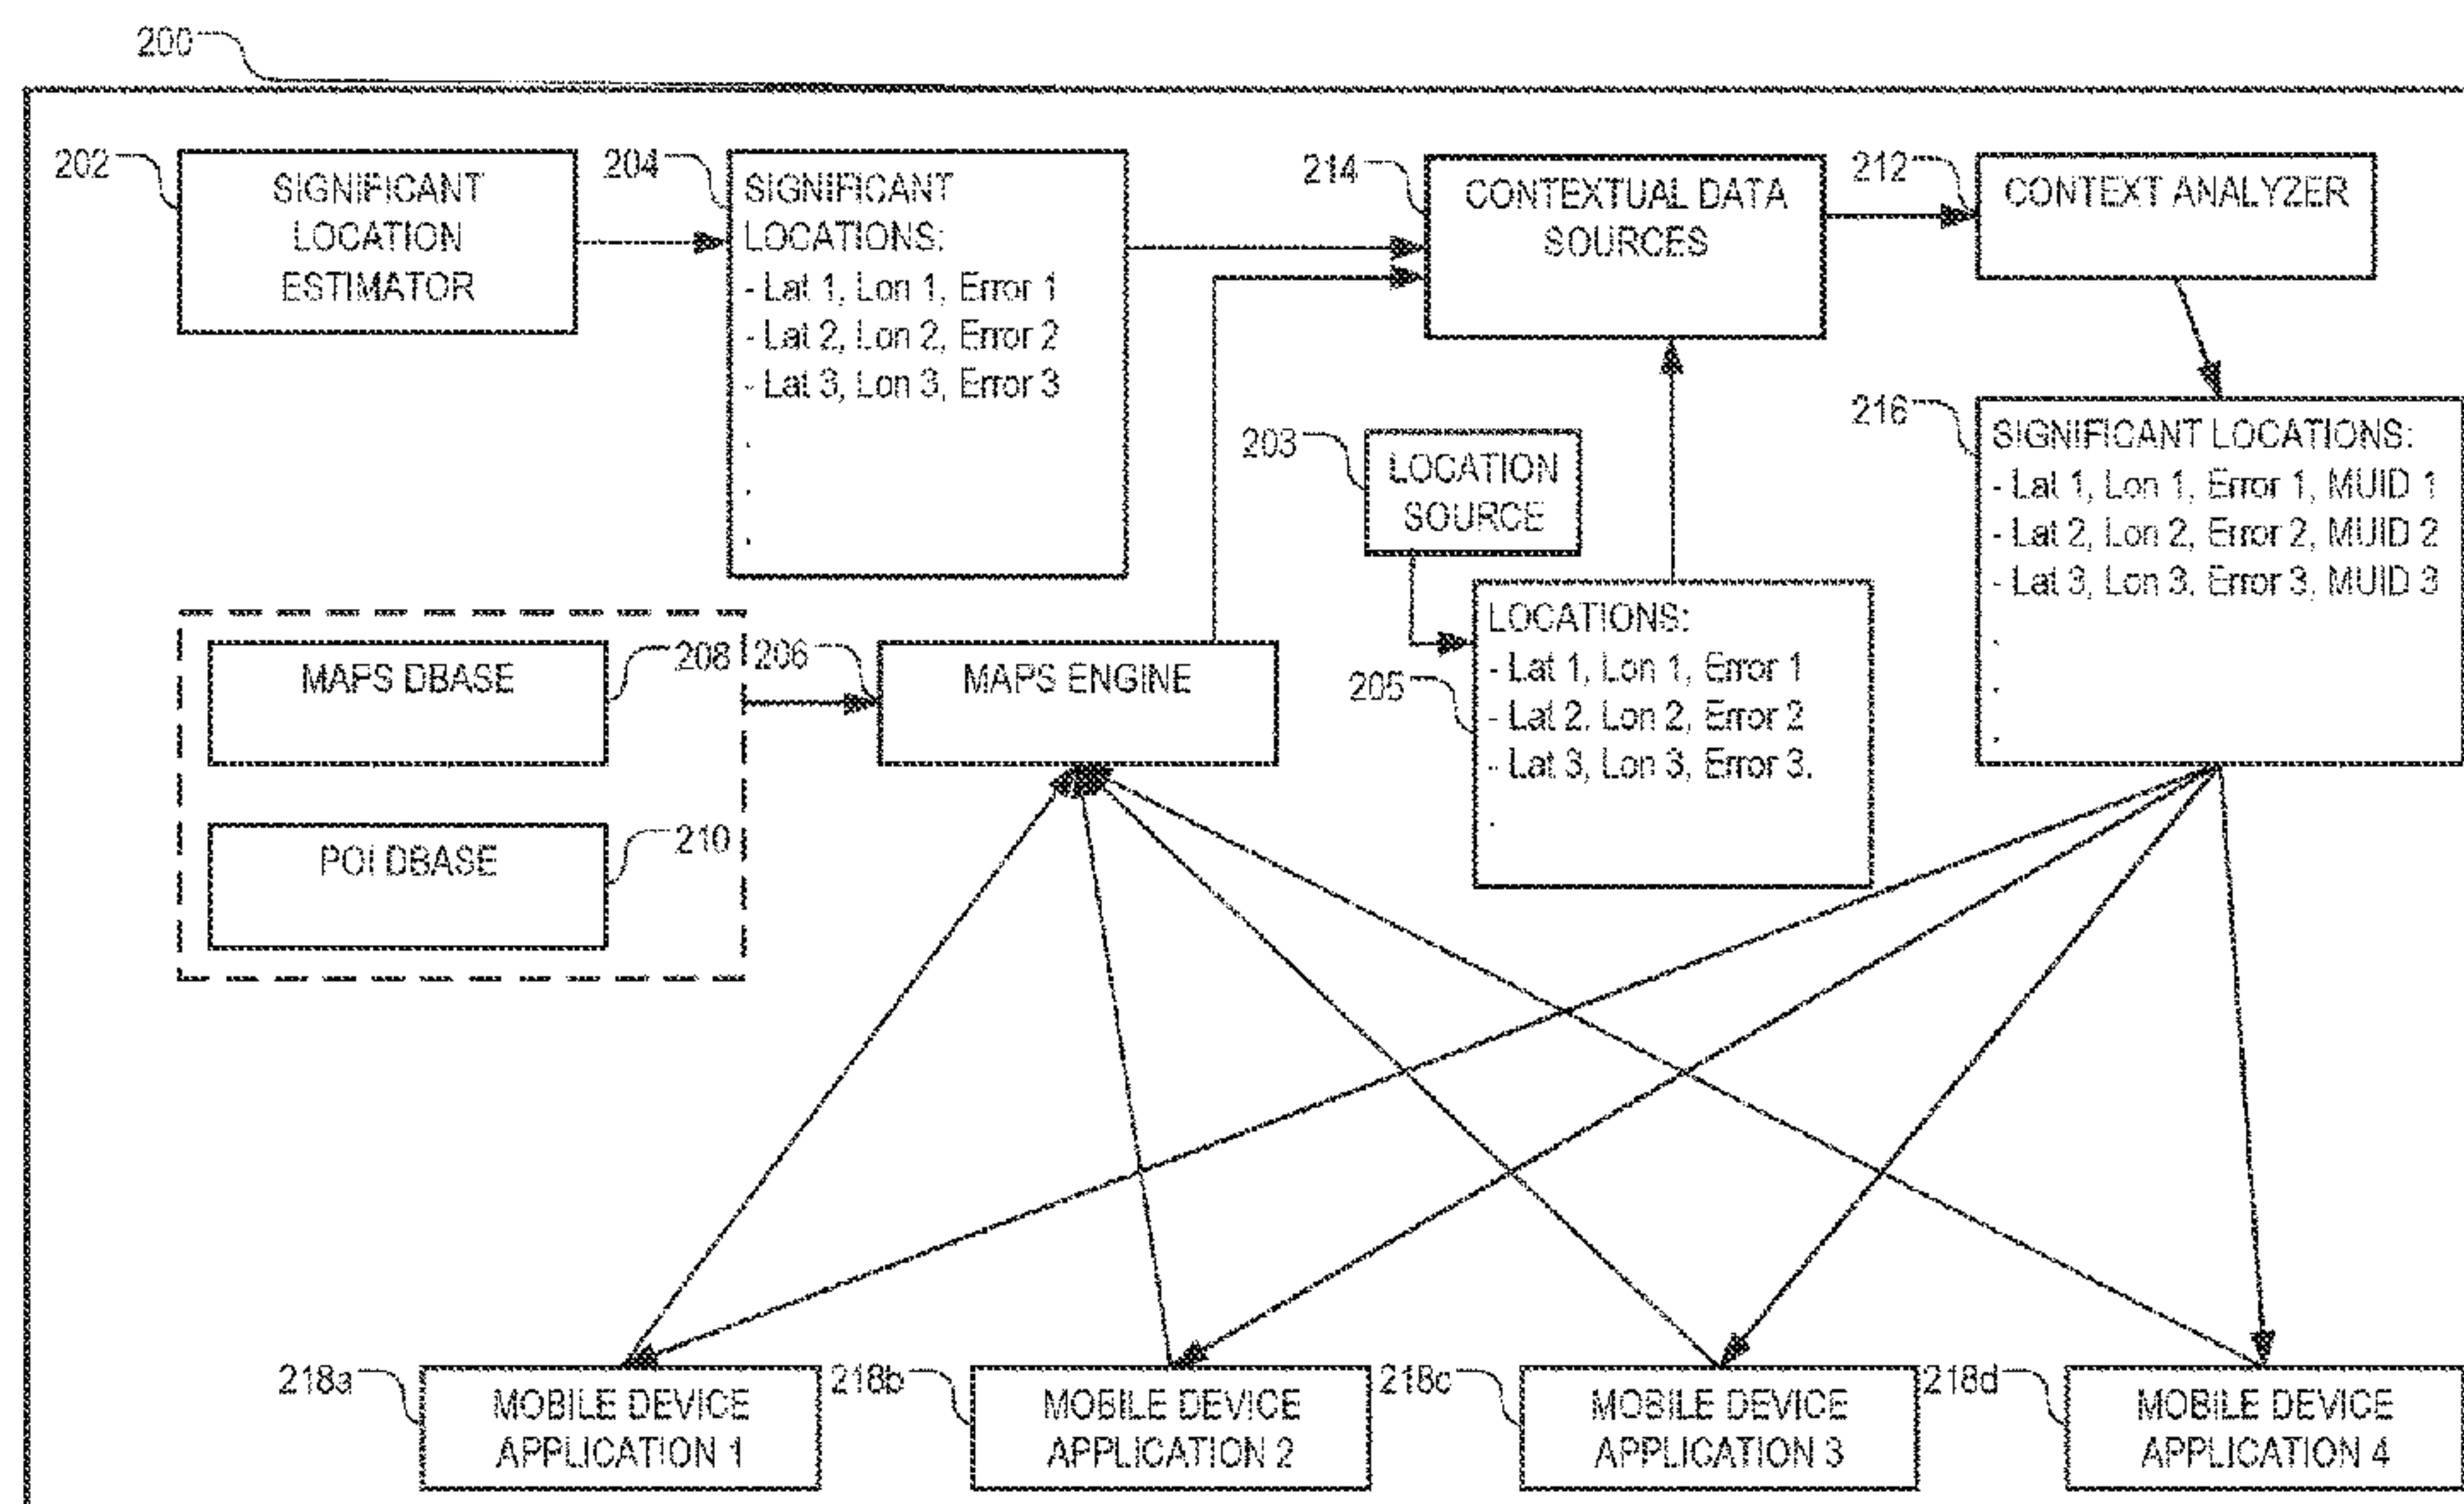 200
202
SIGNIFICANT
LOCATION
ESTIMATOR
204
SIGNIFICANT
LOCATIONS:
- Lat 1, Lon 1, Error 1
- Lat 2, Lon 2, Error 2
- Lat 3, Lon 3, Error 3
.
.
.
214
CONTEXTUAL DATA
SOURCES
212
CONTEXT ANALYZER
203
LOCATION
SOURCE
216
SIGNIFICANT LOCATIONS:
- Lat 1, Lon 1, Error 1, MUID 1
- Lat 2, Lon 2, Error 2, MUID 2
- Lat 3, Lon 3, Error 3, MUID 3
.
.
.
MAPS DBASE
208
POI DBASE
210
206
MAPS ENGINE
205
LOCATIONS:
- Lat 1, Lon 1, Error 1
- Lat 2. Lon 2, Error 2
- Lat 3, Lon 3, Error 3.
.
218a
MOBILE DEVICE
APPLICATION 1
218b
MOBILE DEVICE
APPLICATION 2
218c
MOBILE DEVICE
APPLICATION 3
218d
MOBILE DEVICE
APPLICATION 4